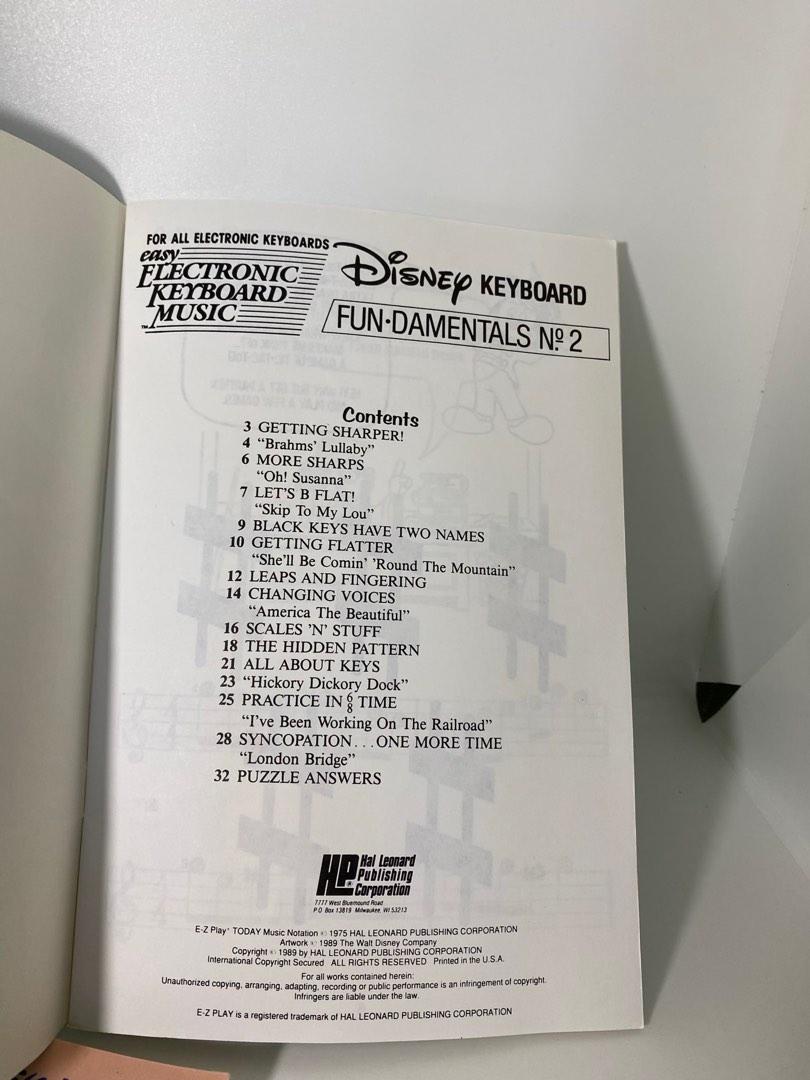 FOR ALL ELECTRONIC KEYBOARDS
easy
ELECTRONIC
KEYBOARD
MUSIC
™
Disney KEYBOARD
FUN·DAMENTALS Nº 2
Contents
3 GETTING SHARPER!
4 “Brahms’ Lullaby”
6 MORE SHARPS
“Oh! Susanna”
7 LET’S B FLAT!
“Skip To My Lou”
9 BLACK KEYS HAVE TWO NAMES
10 GETTING FLATTER
“She’ll Be Comin’ ’Round The Mountain”
12 LEAPS AND FINGERING
14 CHANGING VOICES
“America The Beautiful”
16 SCALES ’N’ STUFF
18 THE HIDDEN PATTERN
21 ALL ABOUT KEYS
23 “Hickory Dickory Dock”
25 PRACTICE IN 6/8 TIME
“I’ve Been Working On The Railroad”
28 SYNCOPATION...ONE MORE TIME
“London Bridge”
32 PUZZLE ANSWERS
HLP® Hal Leonard
Publishing
Corporation
7777 West Bluemound Road
P O Box 13819 Milwaukee, WI 53213
E-Z Play® TODAY Music Notation © 1975 HAL LEONARD PUBLISHING CORPORATION
Artwork © 1989 The Walt Disney Company
Copyright © 1989 by HAL LEONARD PUBLISHING CORPORATION
International Copyright Secured ALL RIGHTS RESERVED Printed in the U.S.A.
For all works contained herein:
Unauthorized copying, arranging, adapting, recording or public performance is an infringement of copyright.
Infringers are liable under the law.
E-Z PLAY is a registered trademark of HAL LEONARD PUBLISHING CORPORATION